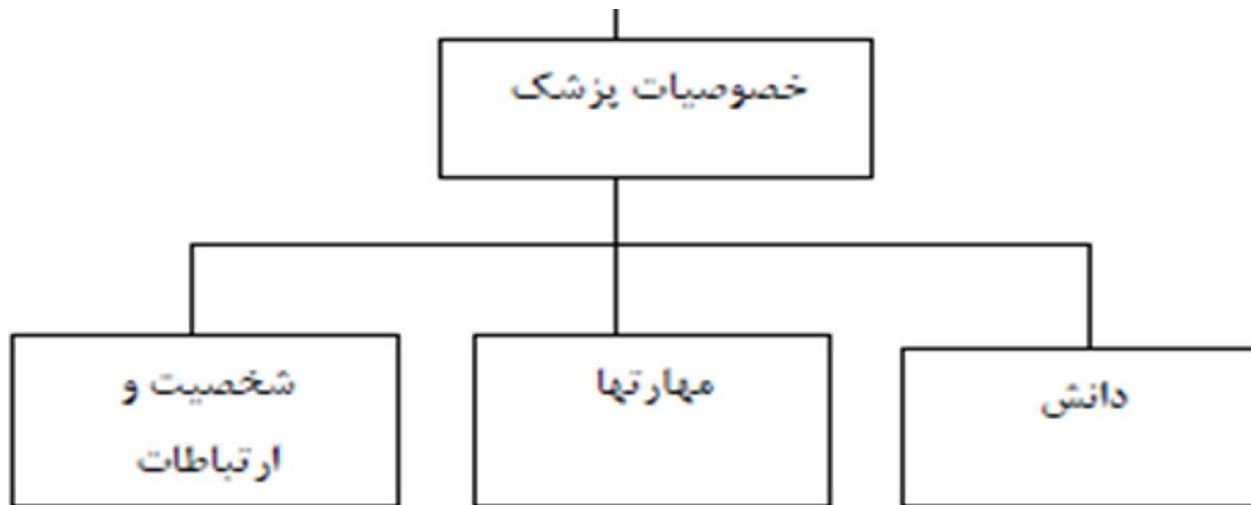 خصوصیات پزشک
دانش
مهارتها
شخصیت و
ارتباطات